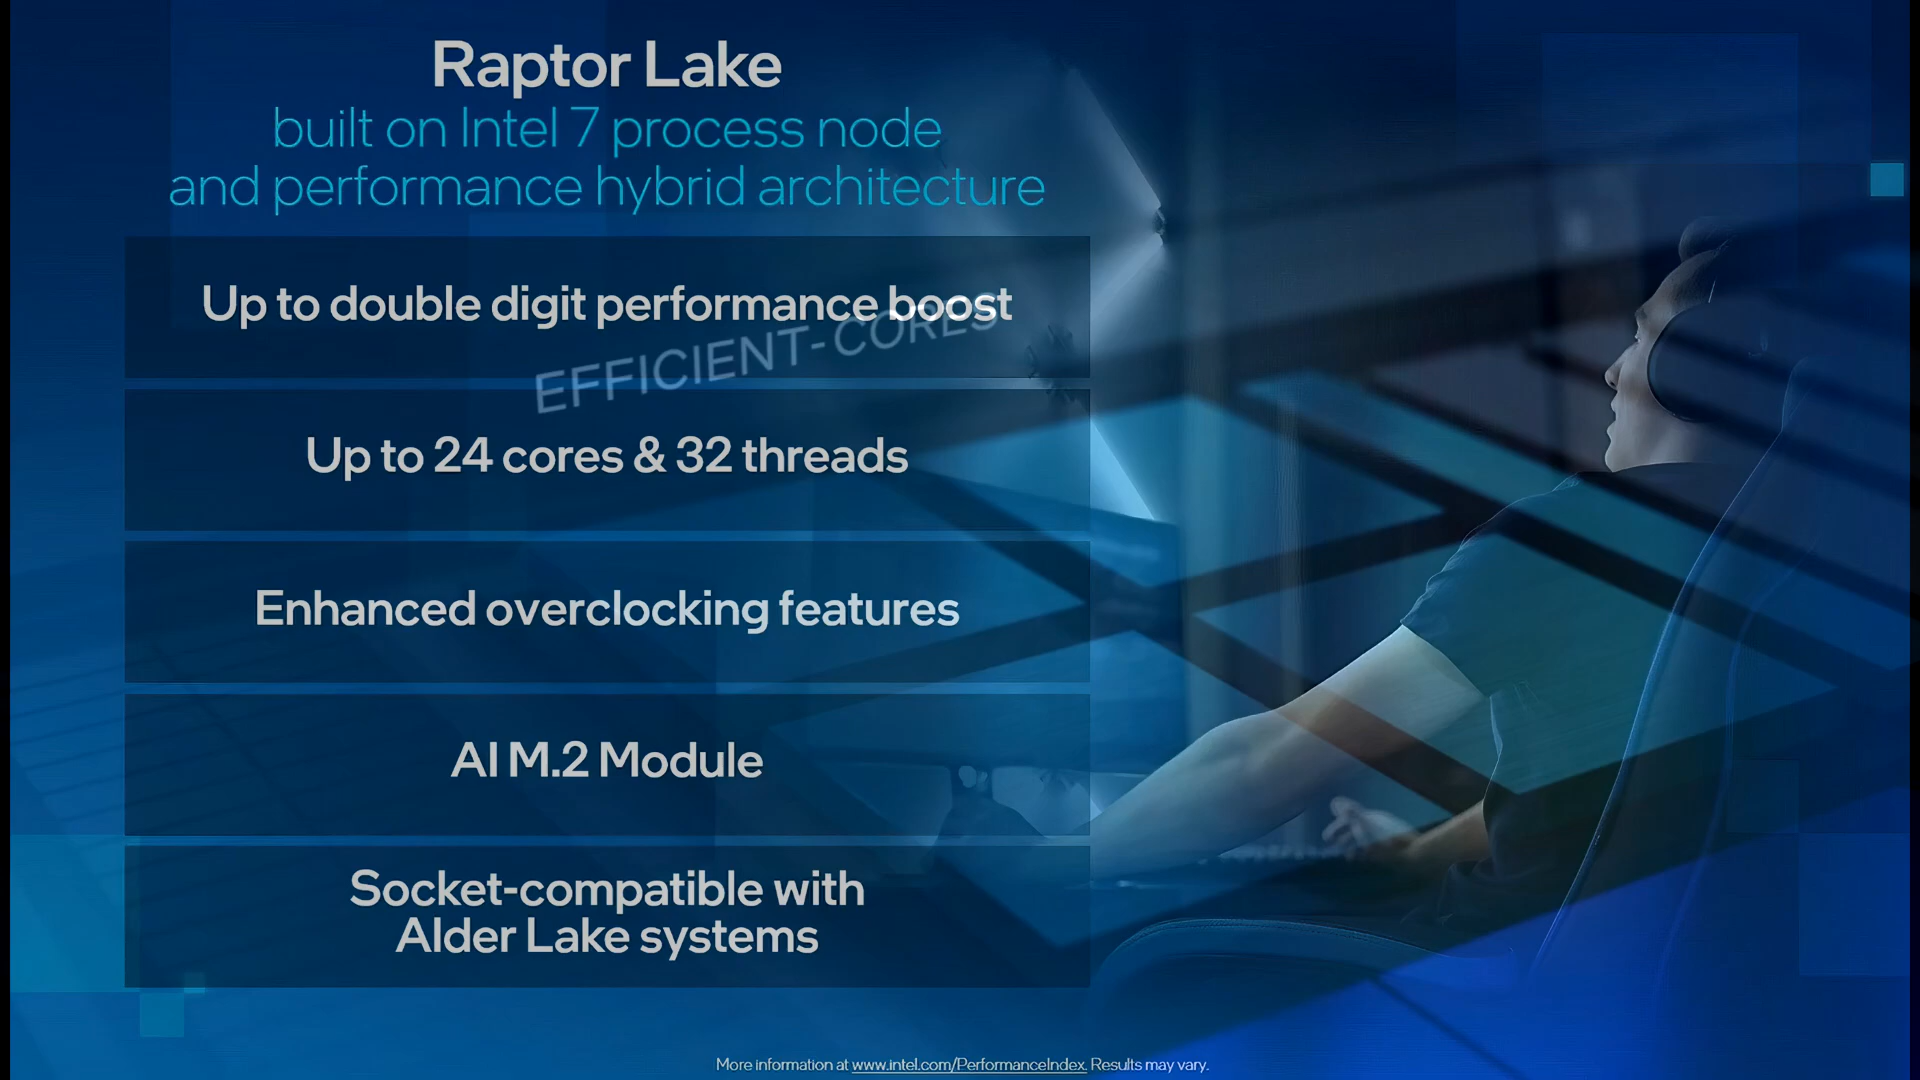 Raptor Lake
built on Intel 7 process node
and performance hybrid architecture
Up to double digit performance boost
EFFICIENT-CORES
Up to 24 cores & 32 threads
Enhanced overclocking features
AI M.2 Module
Socket-compatible with
Alder Lake systems
More information at www.intel.com/PerformanceIndex. Results may vary.